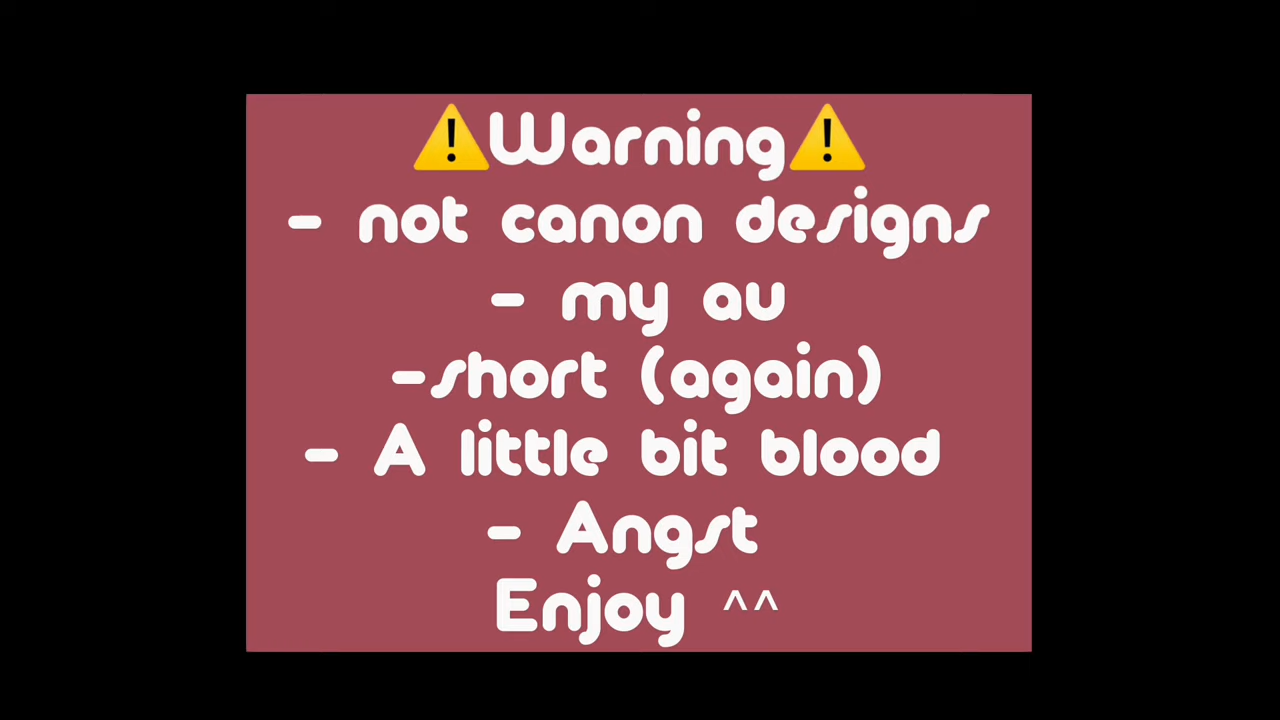 ⚠️Warning⚠️
- not canon designs
- my au
-short (again)
- A little bit blood
- Angst
Enjoy ^^